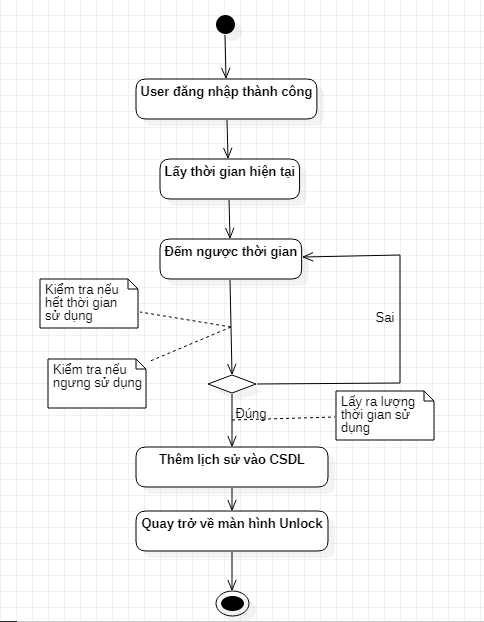 User đăng nhập thành công
Lấy thời gian hiện tại
Đếm ngược thời gian
Kiểm tra nếu
hết thời gian
sử dụng
Sai
Kiểm tra nếu
ngưng sử dụng
Lấy ra lượng
thời gian sử
dụng
Đúng
Thêm lịch sử vào CSDL
Quay trở về màn hình Unlock